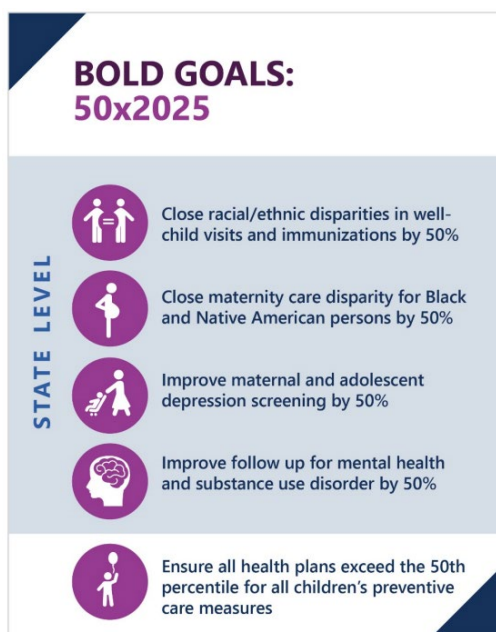 BOLD GOALS:
50x2025
STATE LEVEL
Close racial/ethnic disparities in well-
child visits and immunizations by 50%
Close maternity care disparity for Black
and Native American persons by 50%
Improve maternal and adolescent
depression screening by 50%
Improve follow up for mental health
and substance use disorder by 50%
Ensure all health plans exceed the 50th
percentile for all children’s preventive
care measures